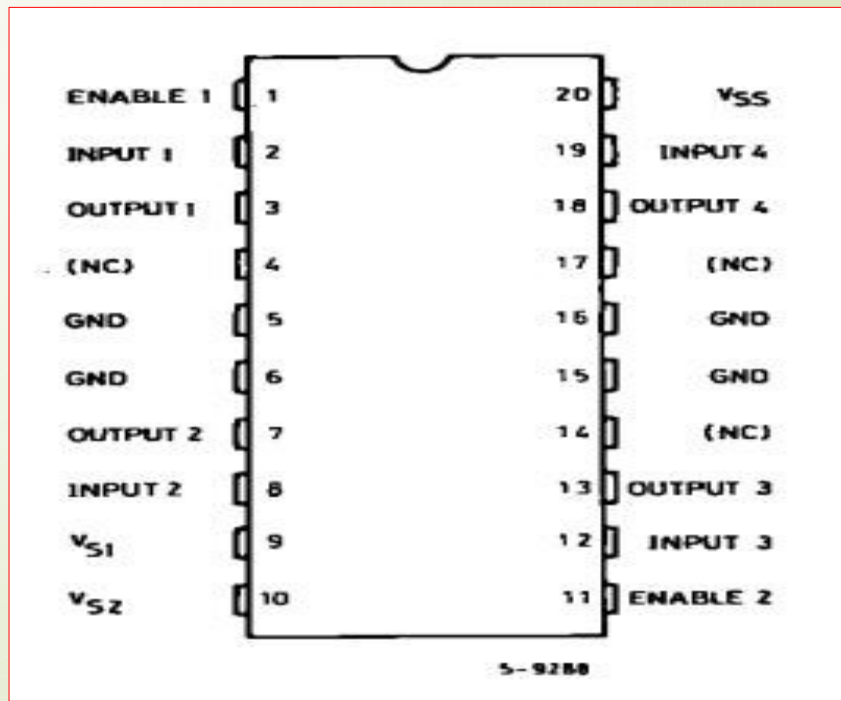 ENABLE 1 1 20 VSS
INPUT 1 2 19 INPUT 4
OUTPUT 1 3 18 OUTPUT 4
(NC) 4 17 (NC)
GND 5 16 GND
GND 6 15 GND
OUTPUT 2 7 14 (NC)
INPUT 2 8 13 OUTPUT 3
VS1 9 12 INPUT 3
VS2 10 11 ENABLE 2
5-9288